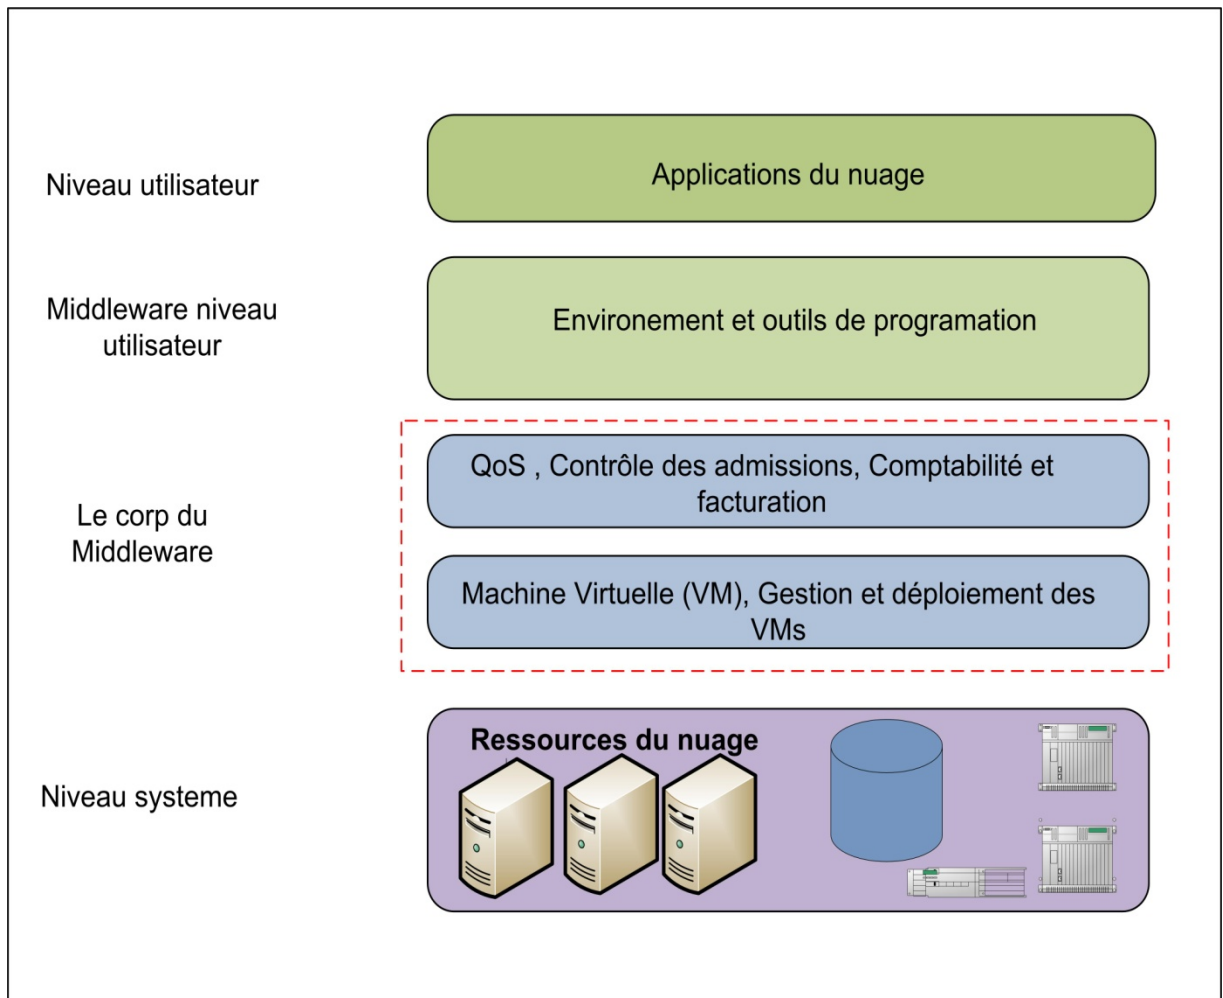 Niveau utilisateur
Applications du nuage
Middleware niveau
utilisateur
Environement et outils de programation
Le corp du
Middleware
QoS , Contrôle des admissions, Comptabilité et
facturation
Machine Virtuelle (VM), Gestion et déploiement des
VMs
Niveau systeme
Ressources du nuage